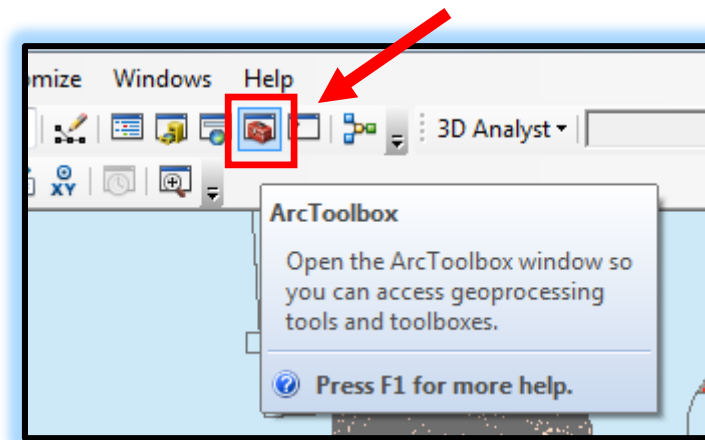 omize Windows Help
3D Analyst
XY
ArcToolbox
Open the ArcToolbox window so
you can access geoprocessing
tools and toolboxes.
Press F1 for more help.